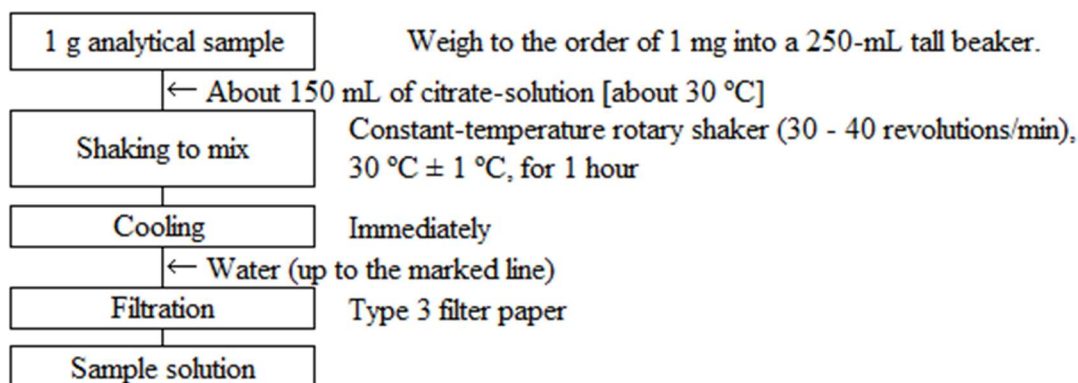 1 g analytical sample Weigh to the order of 1 mg into a 250-mL tall beaker.
← About 150 mL of citrate-solution [about 30 °C]
Shaking to mix Constant-temperature rotary shaker (30 - 40 revolutions/min),
30 °C ± 1 °C, for 1 hour
Cooling Immediately
← Water (up to the marked line)
Filtration Type 3 filter paper
Sample solution